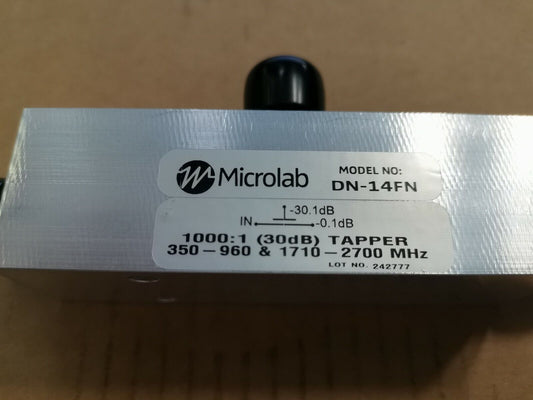 Microlab
MODEL NO:
DN-14FN
-30.1dB
IN -0.1dB
1000:1 (30dB) TAPPER
350-960 & 1710-2700 MHz
LOT NO. 242777